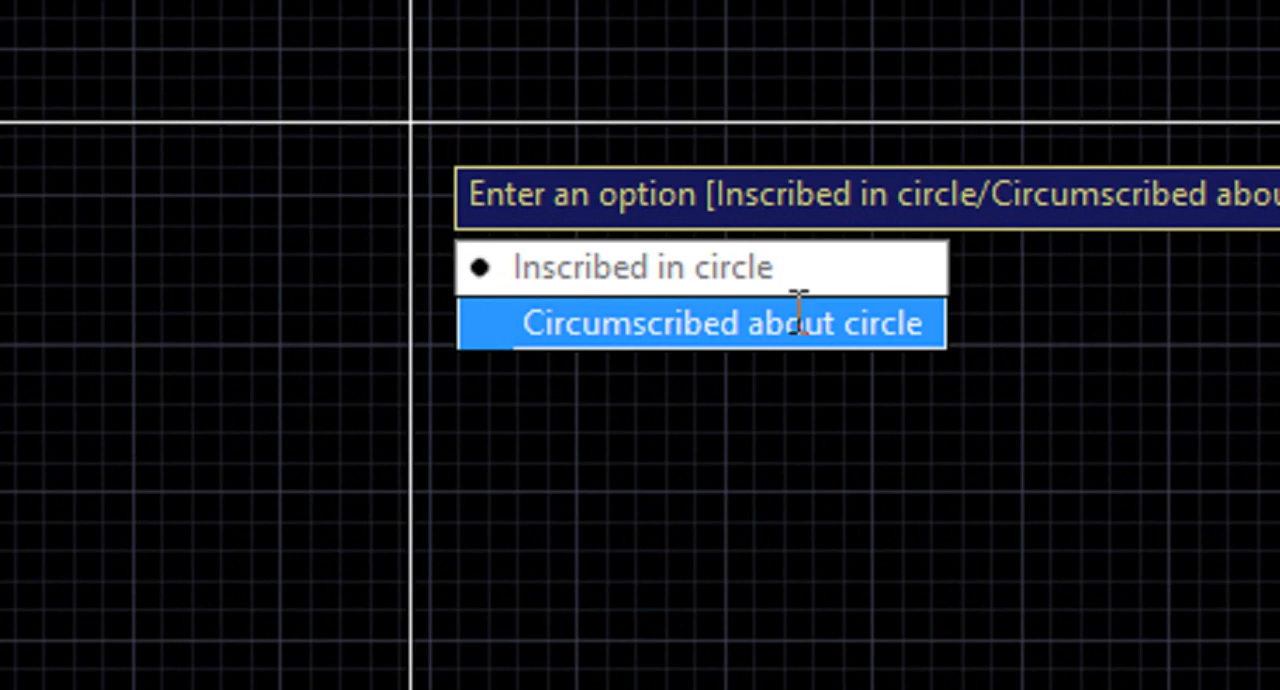 Enter an option [Inscribed in circle/Circumscribed abou
Inscribed in circle
Circumscribed about circle